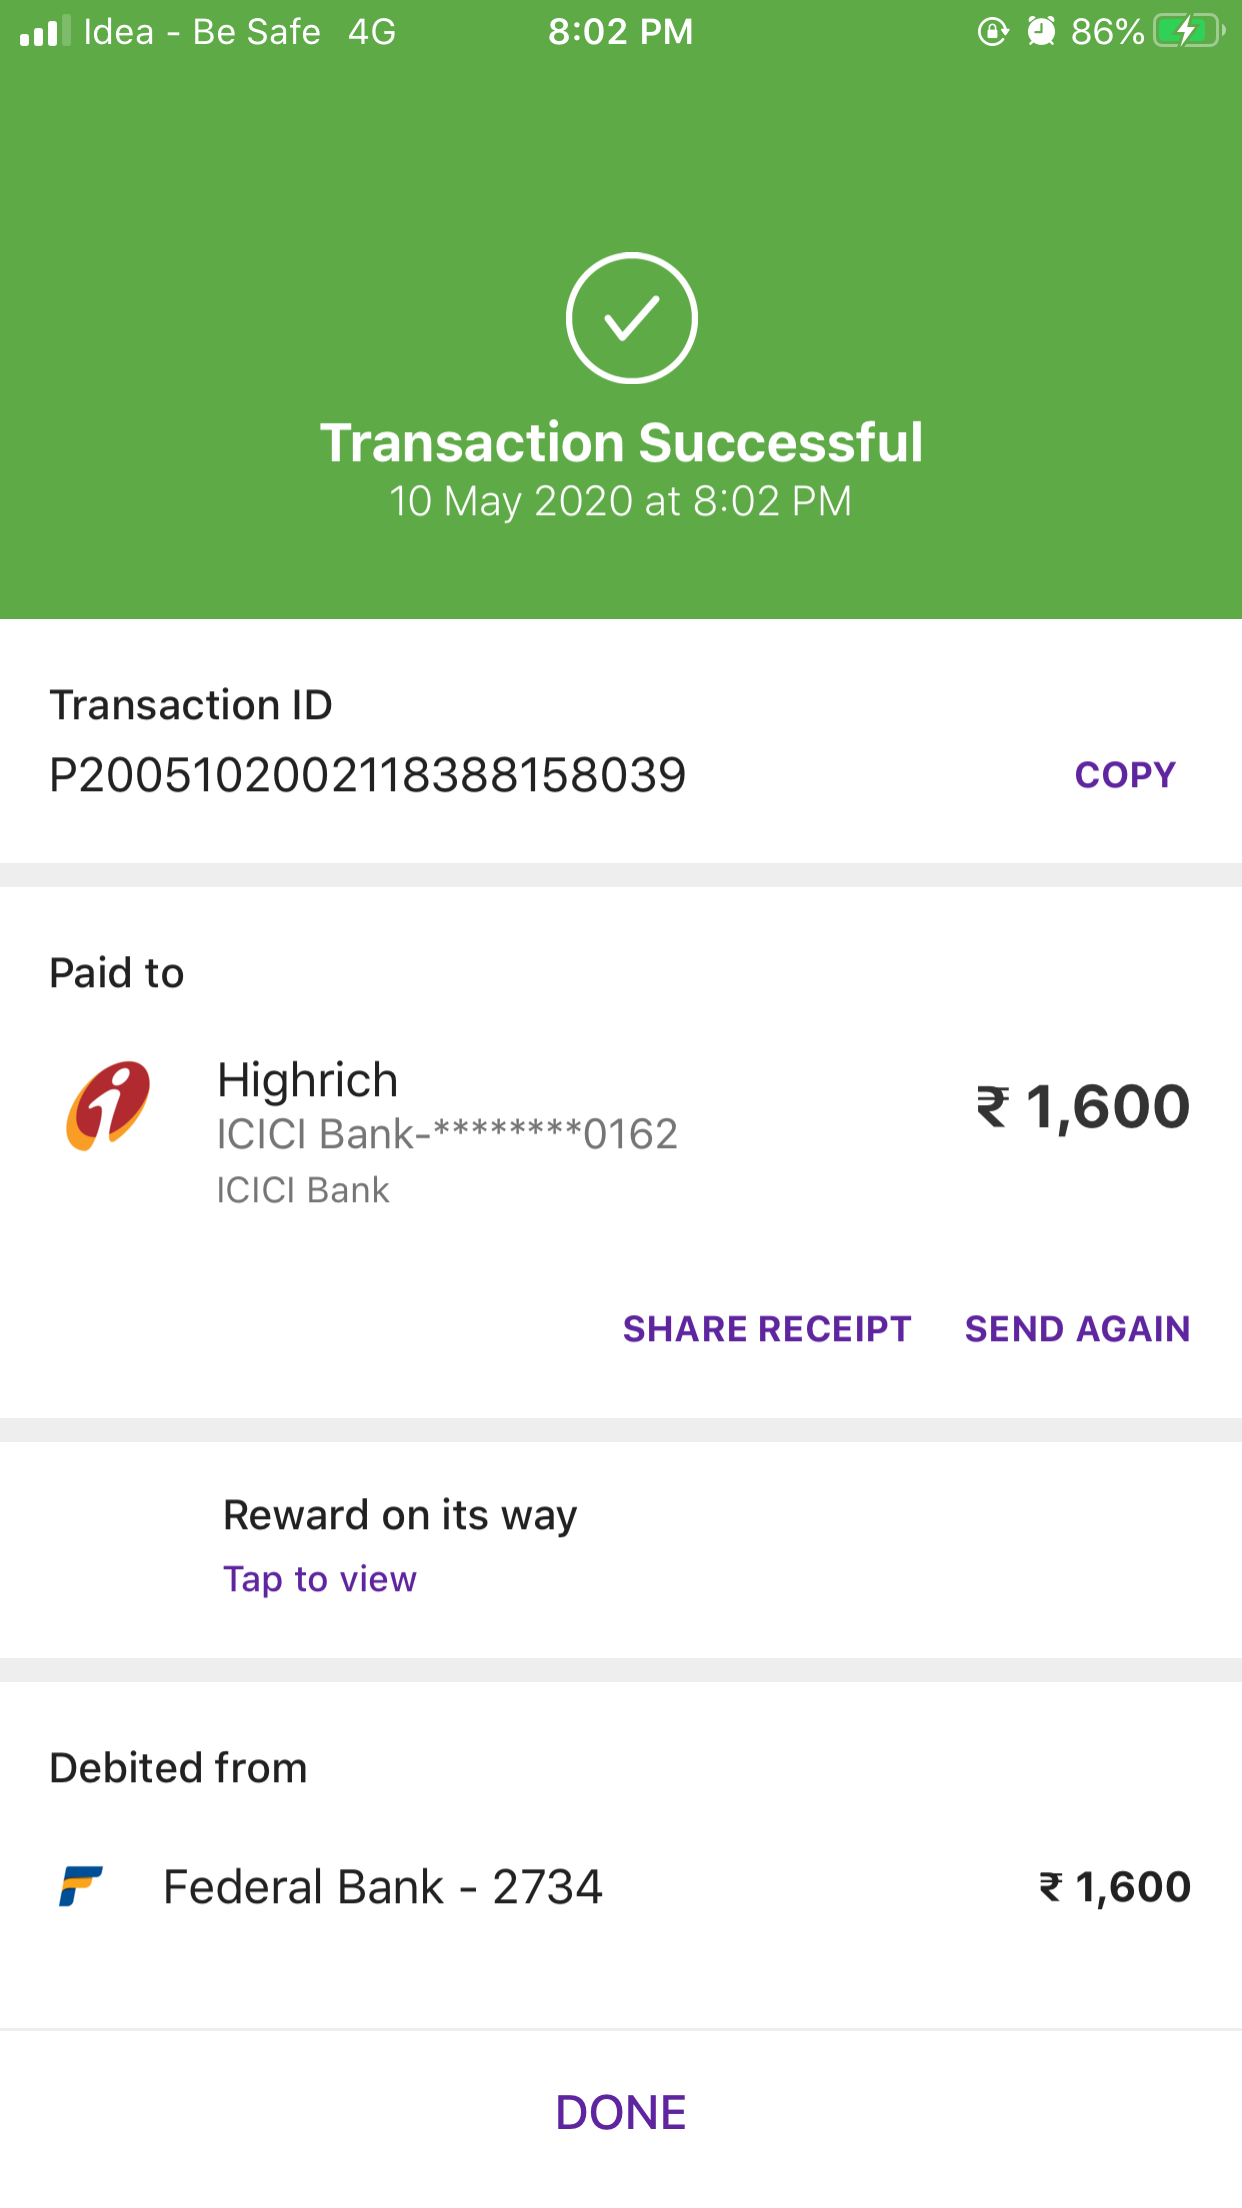 Idea - Be Safe 4G 8:02 PM 86%
Transaction Successful
10 May 2020 at 8:02 PM
Transaction ID
P2005102002118388158039 COPY
Paid to
Highrich
ICICI Bank-********0162
₹ 1,600
ICICI Bank
SHARE RECEIPT SEND AGAIN
Reward on its way
Tap to view
Debited from
Federal Bank - 2734 ₹ 1,600
DONE